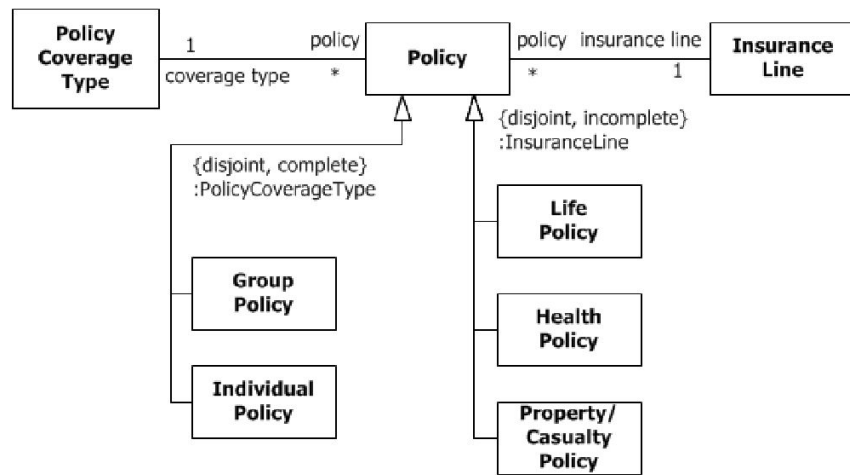 Policy
Coverage
Type
1
coverage type
policy
*
Policy
policy
*
insurance line
1
Insurance
Line
{disjoint, complete}
:PolicyCoverageType
{disjoint, incomplete}
:InsuranceLine
Group
Policy
Individual
Policy
Life
Policy
Health
Policy
Property/
Casualty
Policy